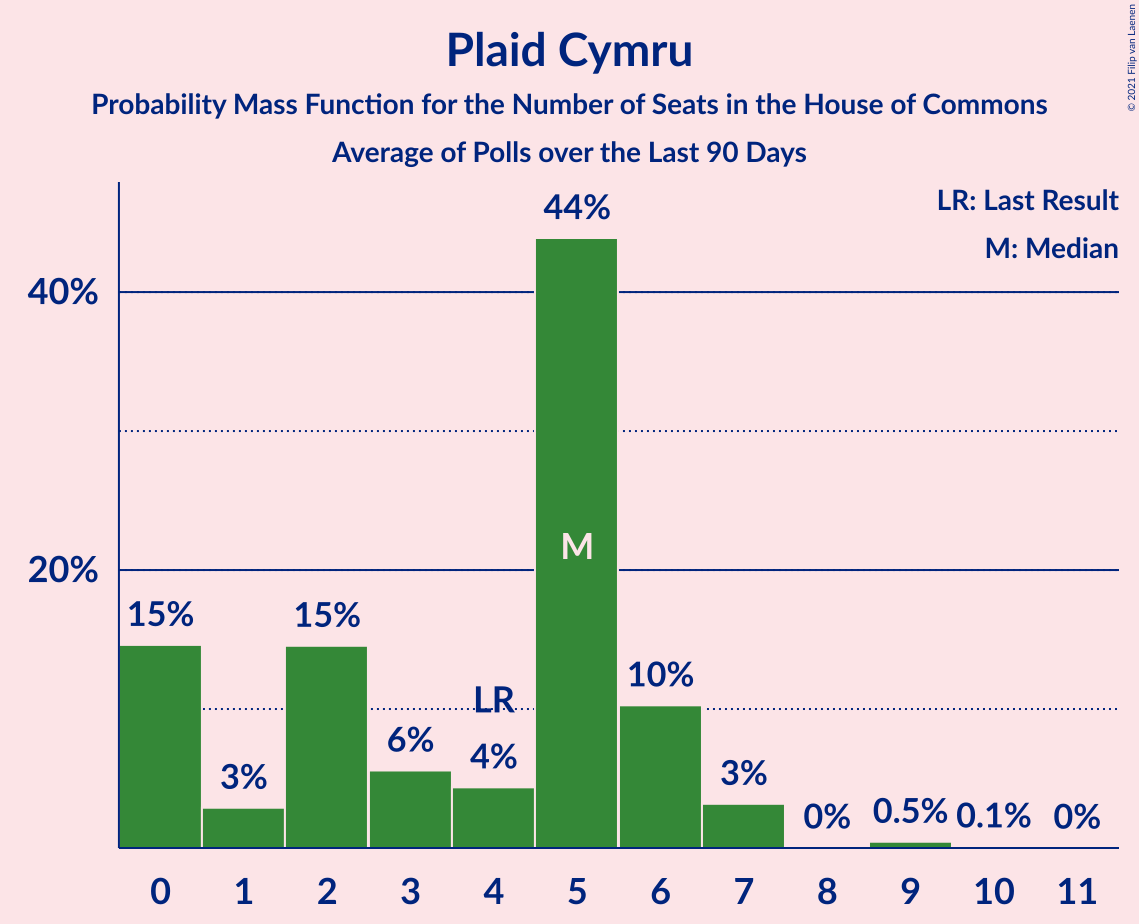 Plaid Cymru
Probability Mass Function for the Number of Seats in the House of Commons
Average of Polls over the Last 90 Days
© 2021 Filip van Laenen
LR: Last Result
M: Median
44%
40%
M
20%
15%
15%
10%
LR
6%
4%
3%
3%
0%
0.5%
0.1%
0%
0 1 2 3 4 5 6 7 8 9 10 11